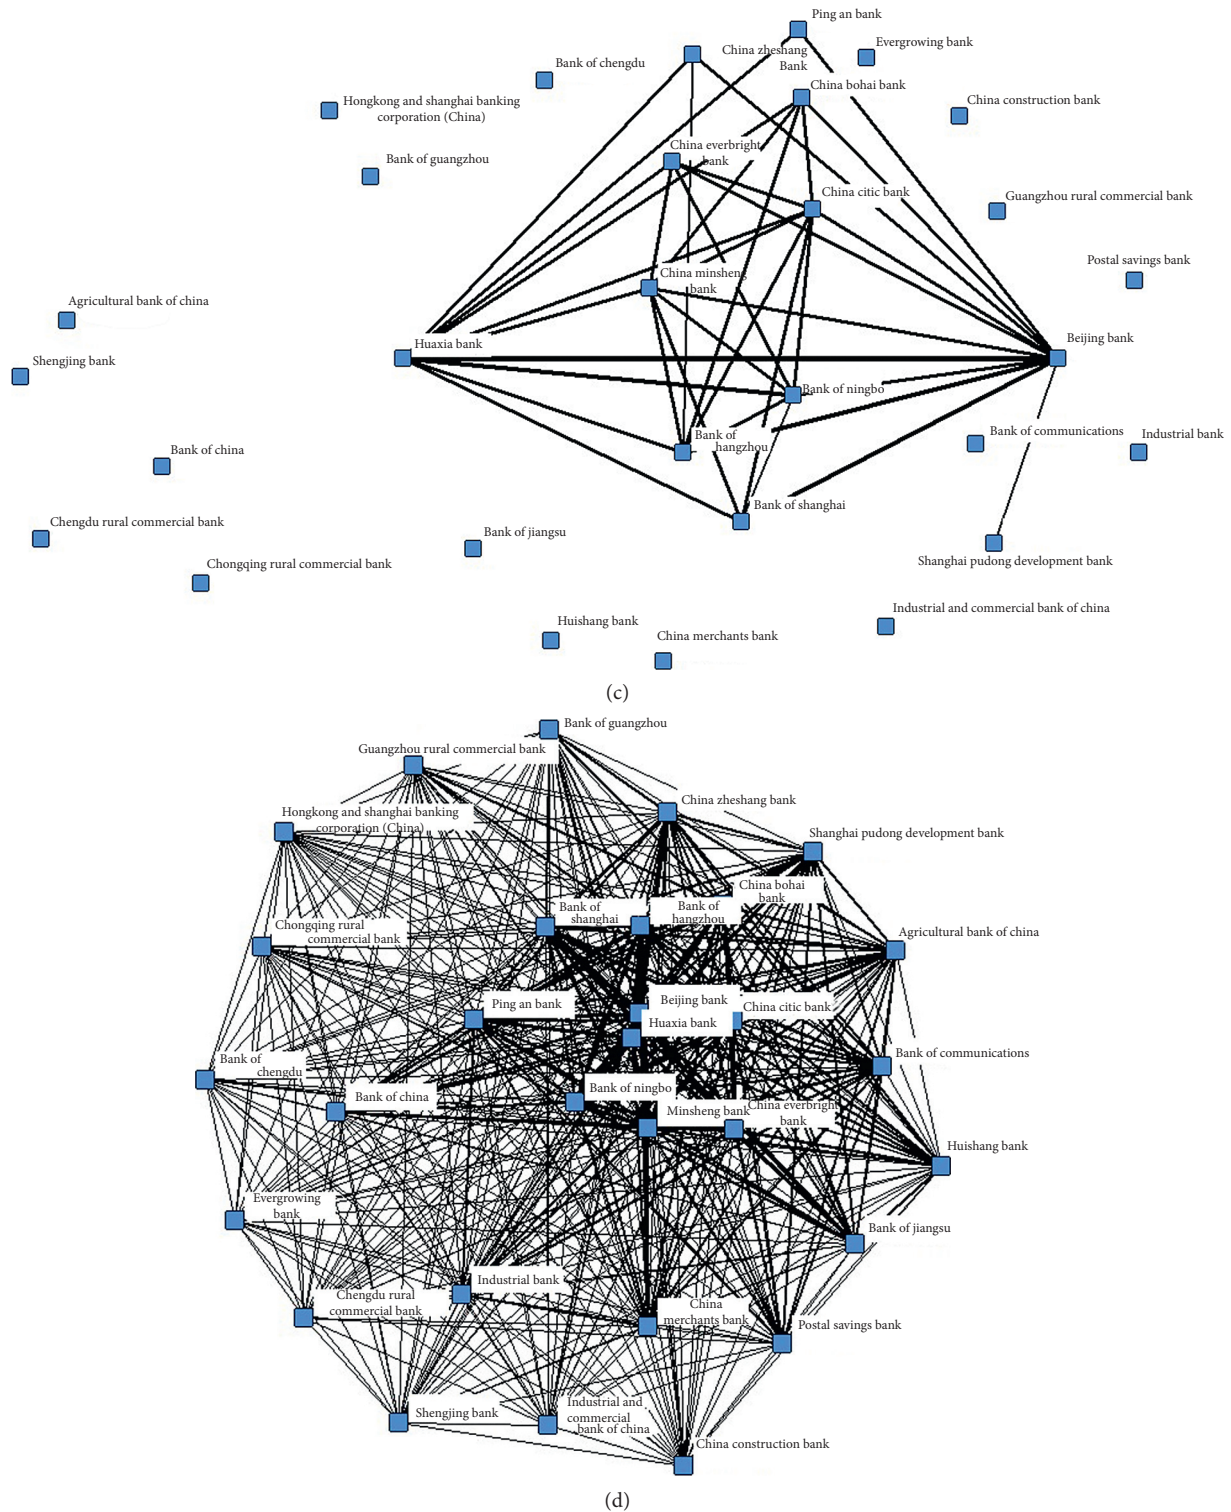 Ping an bank
China zheshang
Bank
Evergrowing bank
Bank of chengdu
China bohai bank
Hongkong and shanghai banking
corporation (China)
China construction bank
China everbright
bank
Bank of guangzhou
China citic bank
Guangzhou rural commercial bank
Postal savings bank
China minsheng
bank
Agricultural bank of china
Huaxia bank
Beijing bank
Shengjing bank
Bank of ningbo
Bank of
hangzhou
Bank of communications
Industrial bank
Bank of china
Bank of shanghai
Chengdu rural commercial bank
Bank of jiangsu
Chongqing rural commercial bank
Shanghai pudong development bank
Industrial and commercial bank of china
Huishang bank
China merchants bank
(c)
Bank of guangzhou
Guangzhou rural commercial bank
China zheshang bank
Hongkong and shanghai banking
corporation (China)
Shanghai pudong development bank
China bohai
bank
Bank of
shanghai
Bank of
hangzhou
Chongqing rural
commercial bank
Agricultural bank of china
Ping an bank
Beijing bank
China citic bank
Huaxia bank
Bank of communications
Bank of
chengdu
Bank of china
Bank of ningbo
Minsheng bank
China everbright
bank
Huishang bank
Evergrowing
bank
Bank of jiangsu
Industrial bank
Chengdu rural
commercial bank
China
merchants bank
Postal savings bank
Shengjing bank
Industrial and
commercial
bank of china
China construction bank
(d)